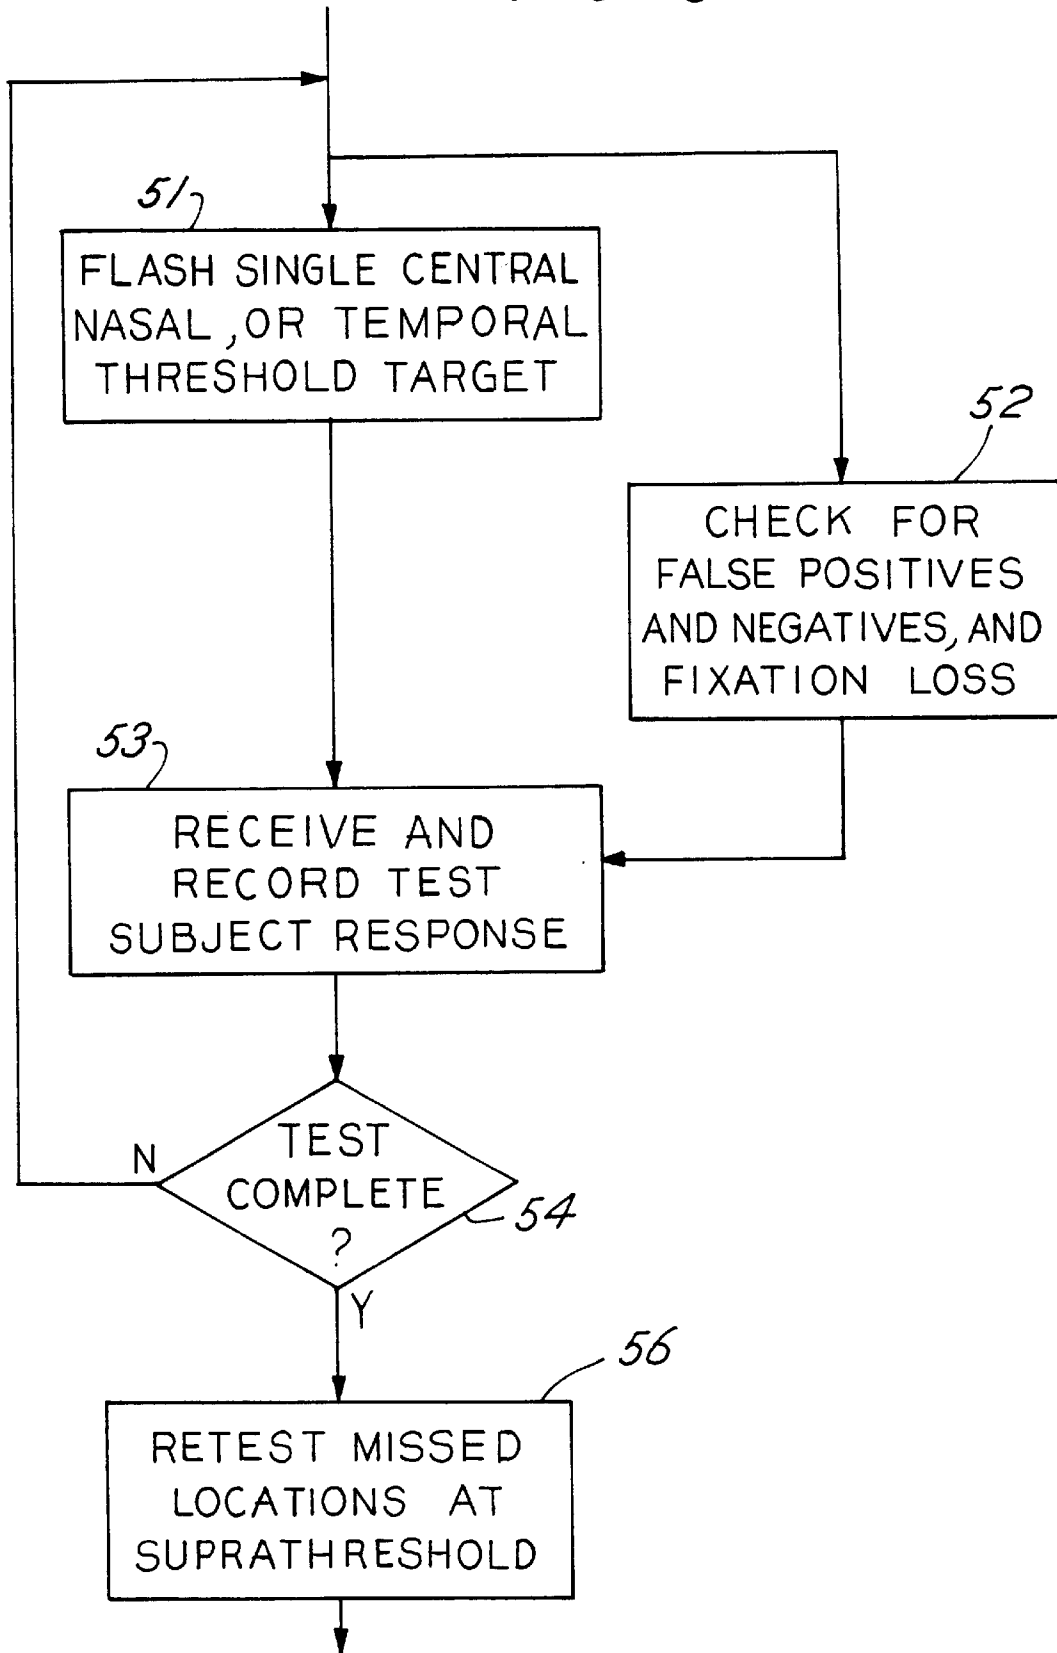 51
FLASH SINGLE CENTRAL
NASAL, OR TEMPORAL
THRESHOLD TARGET
52
CHECK FOR
FALSE POSITIVES
AND NEGATIVES, AND
FIXATION LOSS
53
RECEIVE AND
RECORD TEST
SUBJECT RESPONSE
N
TEST
COMPLETE
?
54
Y
56
RETEST MISSED
LOCATIONS AT
SUPRATHRESHOLD